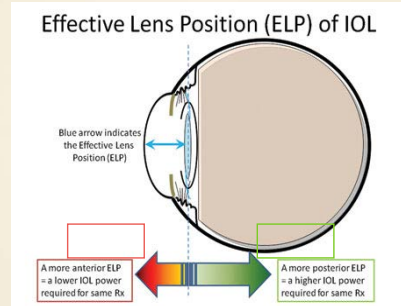 Effective Lens Position (ELP) of IOL
Blue arrow indicates
the Effective Lens
Position (ELP)
A more anterior ELP
= a lower IOL power
required for same Rx
A more posterior ELP
= a higher IOL power
required for same Rx